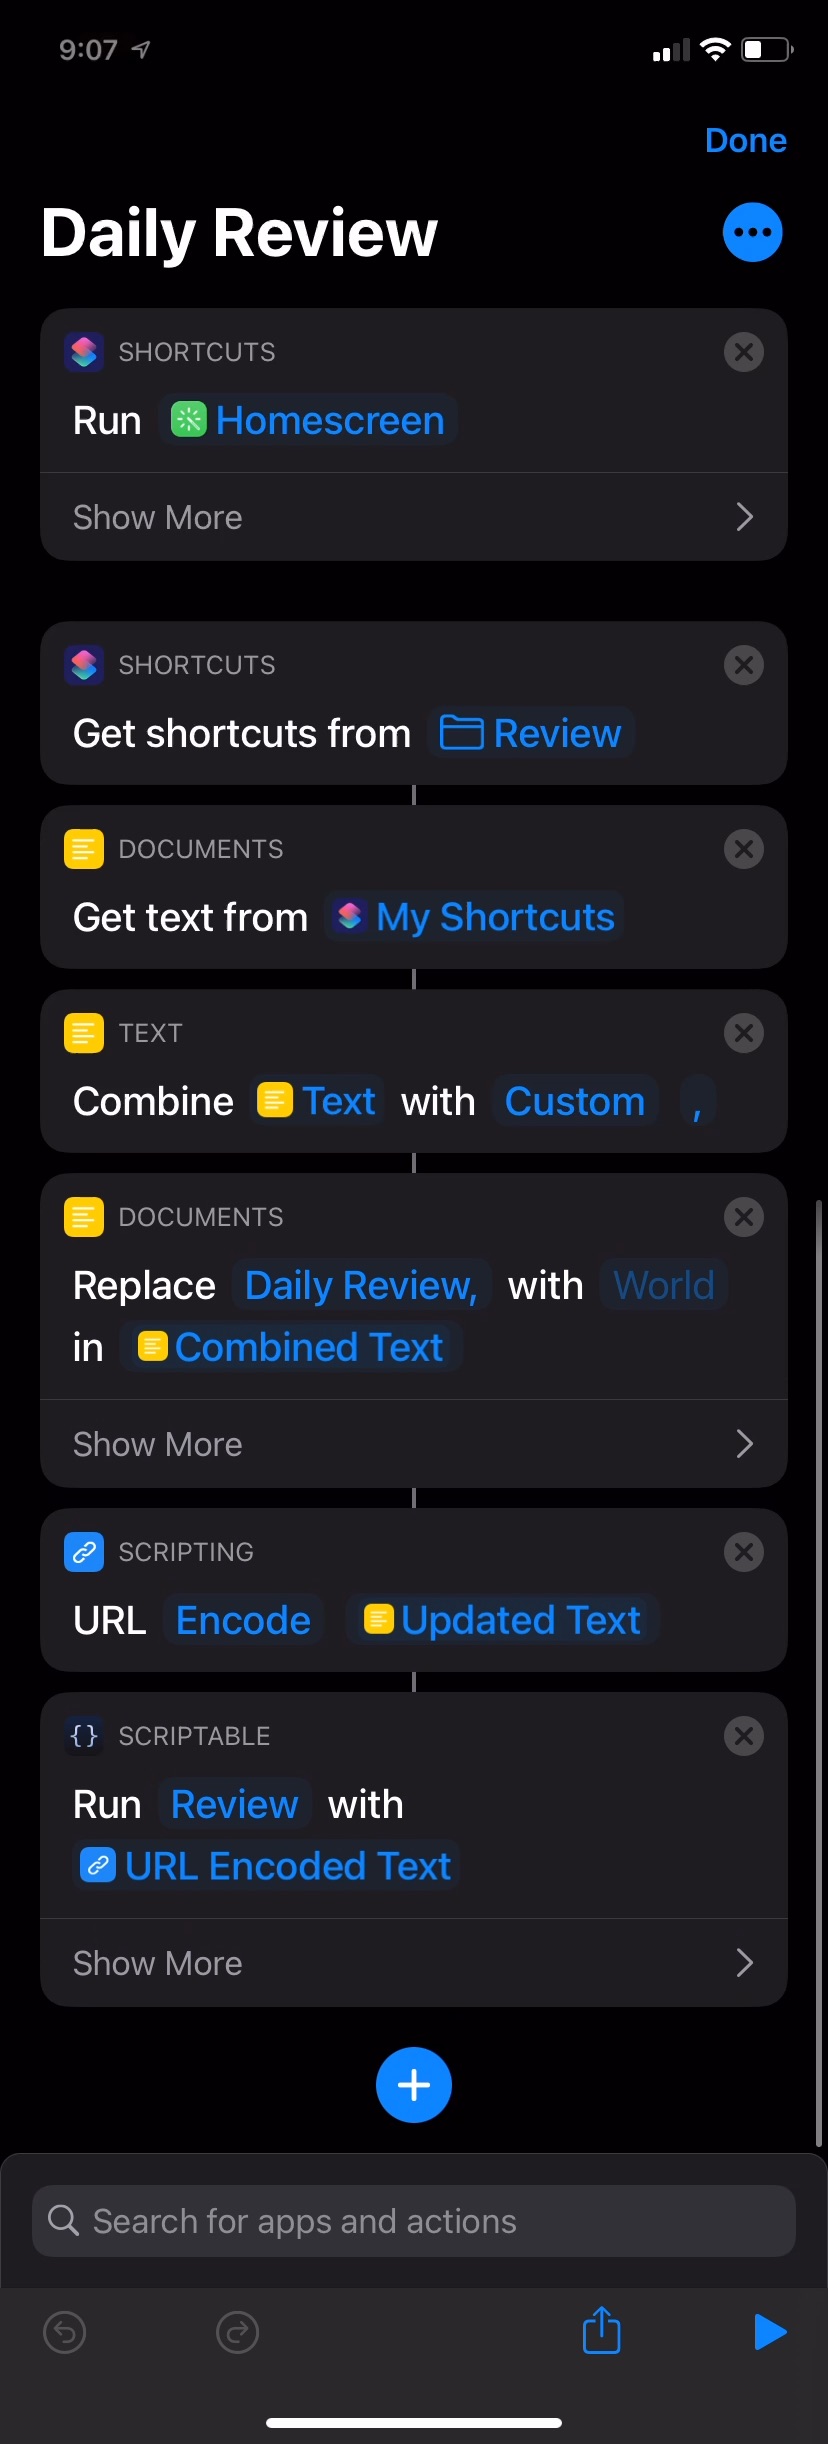 9:07
Done
Daily Review
SHORTCUTS
Run Homescreen
Show More
SHORTCUTS
Get shortcuts from Review
DOCUMENTS
Get text from My Shortcuts
TEXT
Combine Text with Custom ,
DOCUMENTS
Replace Daily Review, with World
in Combined Text
Show More
SCRIPTING
URL Encode Updated Text
{} SCRIPTABLE
Run Review with
URL Encoded Text
Show More
Search for apps and actions